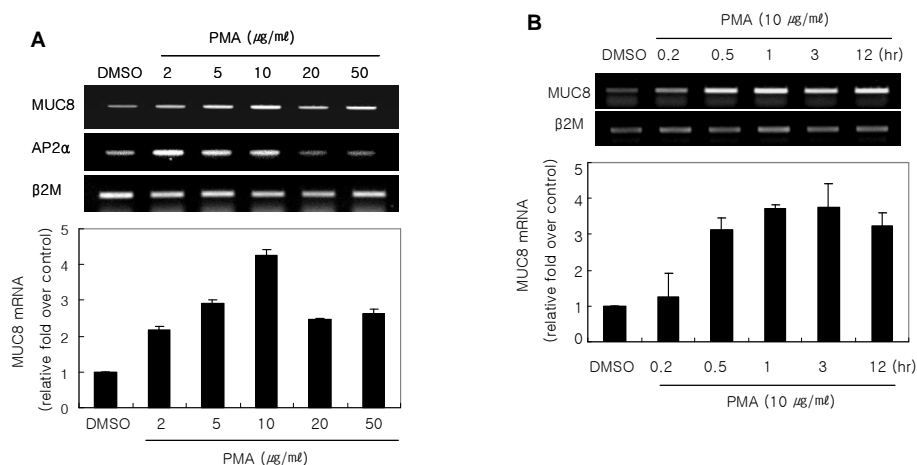 A
PMA (㎍/㎖)
DMSO 2 5 10 20 50
MUC8
AP2α
β2M
MUC8 mRNA
(relative fold over control)
5
4
3
2
1
0
DMSO 2 5 10 20 50
PMA (㎍/㎖)
B
PMA (10 ㎍/㎖)
DMSO 0.2 0.5 1 3 12 (hr)
MUC8
β2M
MUC8 mRNA
(relative fold over control)
5
4
3
2
1
0
DMSO 0.2 0.5 1 3 12 (hr)
PMA (10 ㎍/㎖)